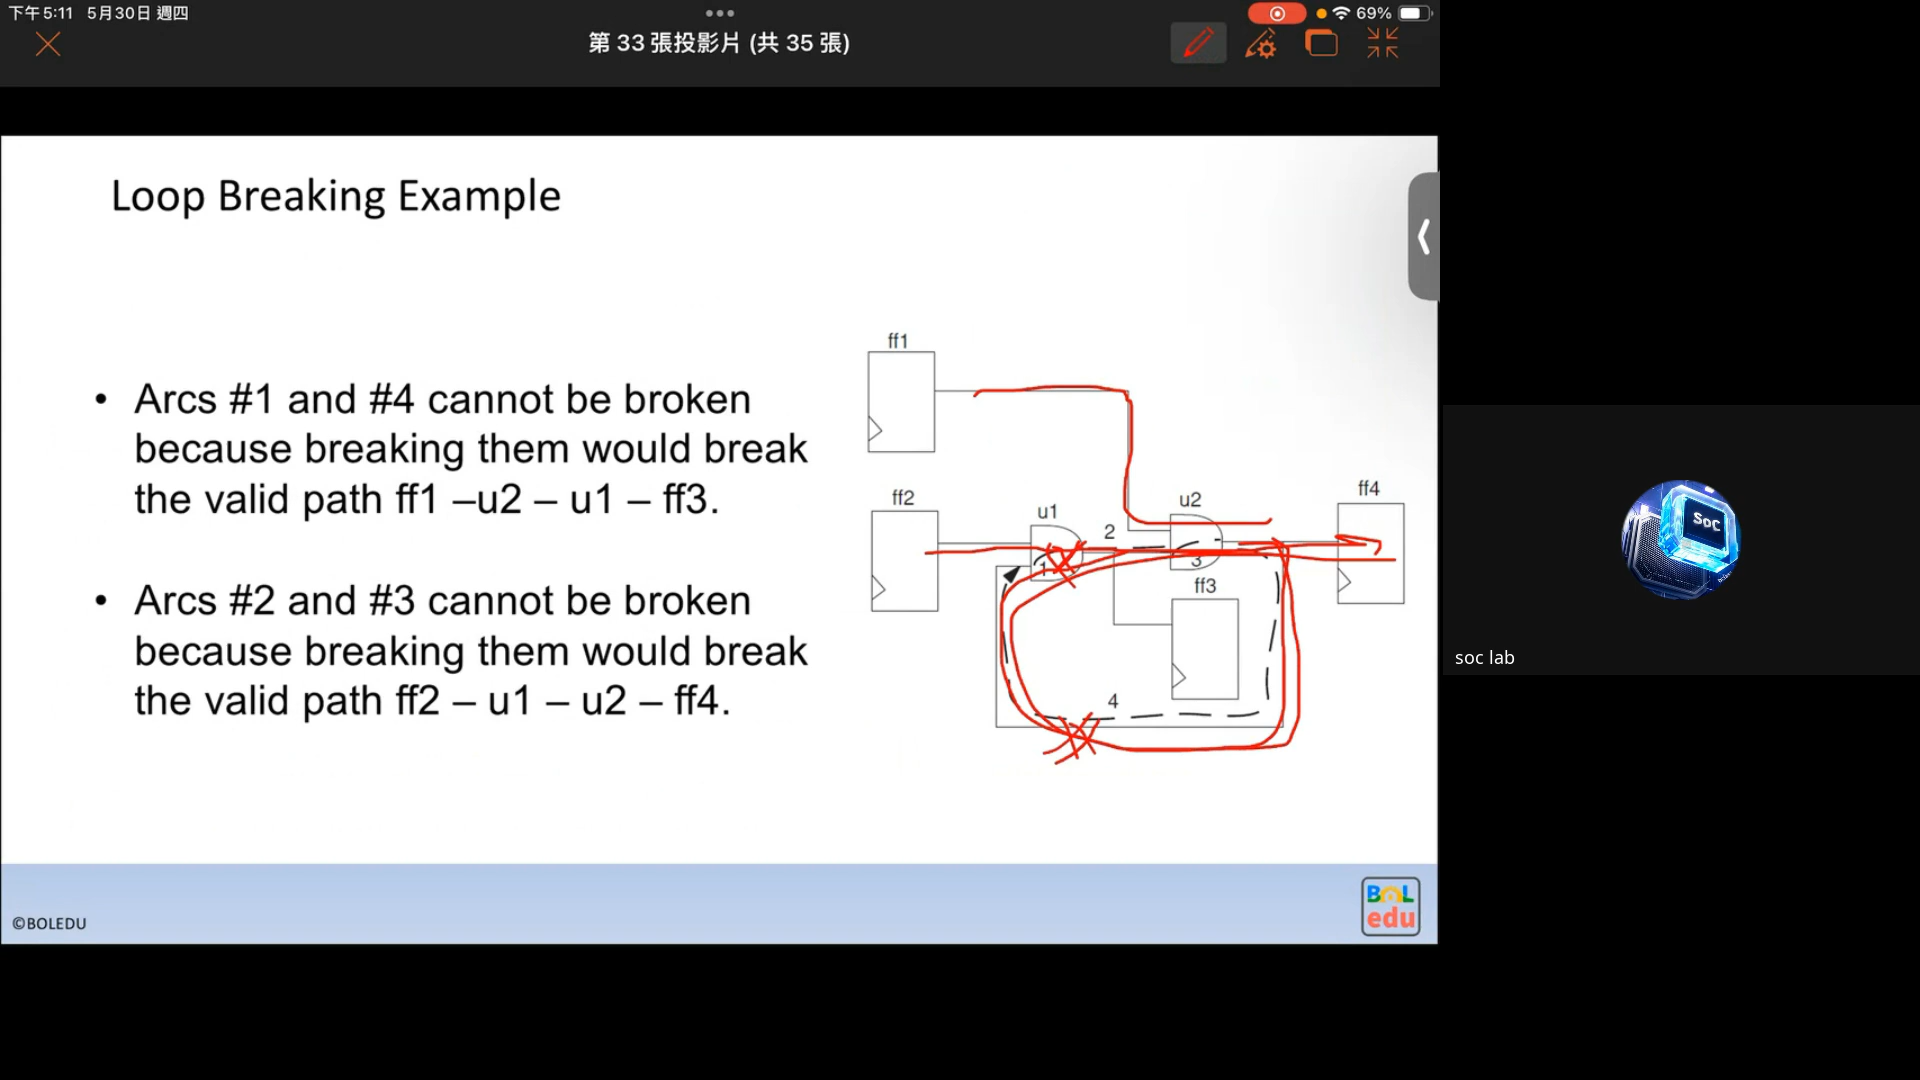 下午5:11 5月30日 週四
69%
第 33 張投影片 (共 35 張)
Loop Breaking Example
• Arcs #1 and #4 cannot be broken
because breaking them would break
the valid path ff1 –u2 – u1 – ff3.
• Arcs #2 and #3 cannot be broken
because breaking them would break
the valid path ff2 – u1 – u2 – ff4.
ff1
ff2
u1
2
u2
ff4
1
3
ff3
4
©BOLEDU
BOL
edu
SoC
soc lab